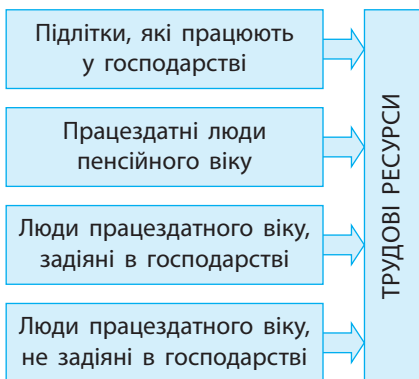 Підлітки, які працюють
у господарстві
Працездатні люди
пенсійного віку
Люди працездатного віку,
задіяні в господарстві
Люди працездатного віку,
не задіяні в господарстві
ТРУДОВІ РЕСУРСИ